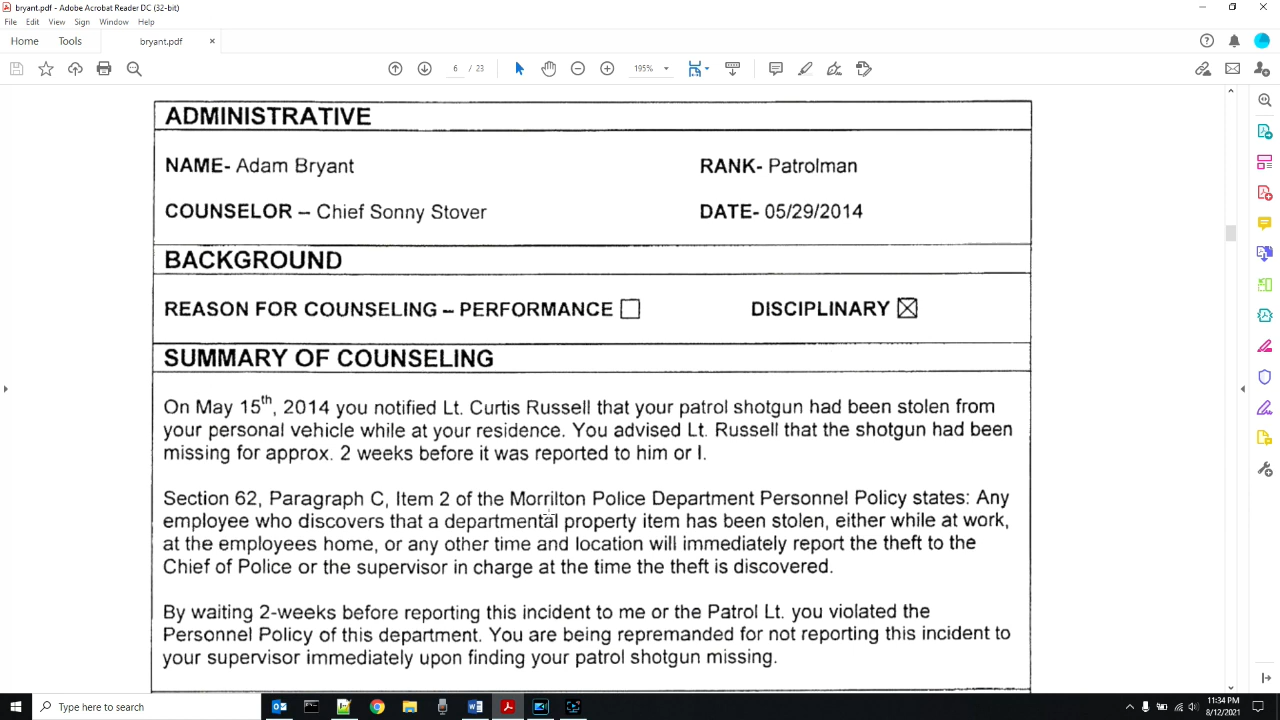 bryant.pdf - Adobe Acrobat Reader DC (32-bit)
File Edit View Sign Window Help
Home Tools bryant.pdf ×
6 / 23 195%
ADMINISTRATIVE
NAME- Adam Bryant RANK- Patrolman
COUNSELOR – Chief Sonny Stover DATE- 05/29/2014
BACKGROUND
REASON FOR COUNSELING – PERFORMANCE ☐ DISCIPLINARY ☒
SUMMARY OF COUNSELING
On May 15th, 2014 you notified Lt. Curtis Russell that your patrol shotgun had been stolen from
your personal vehicle while at your residence. You advised Lt. Russell that the shotgun had been
missing for approx. 2 weeks before it was reported to him or I.
Section 62, Paragraph C, Item 2 of the Morrilton Police Department Personnel Policy states: Any
employee who discovers that a departmental property item has been stolen, either while at work,
at the employees home, or any other time and location will immediately report the theft to the
Chief of Police or the supervisor in charge at the time the theft is discovered.
By waiting 2-weeks before reporting this incident to me or the Patrol Lt. you violated the
Personnel Policy of this department. You are being repremanded for not reporting this incident to
your supervisor immediately upon finding your patrol shotgun missing.
Type here to search
11:34 PM
8/12/2021